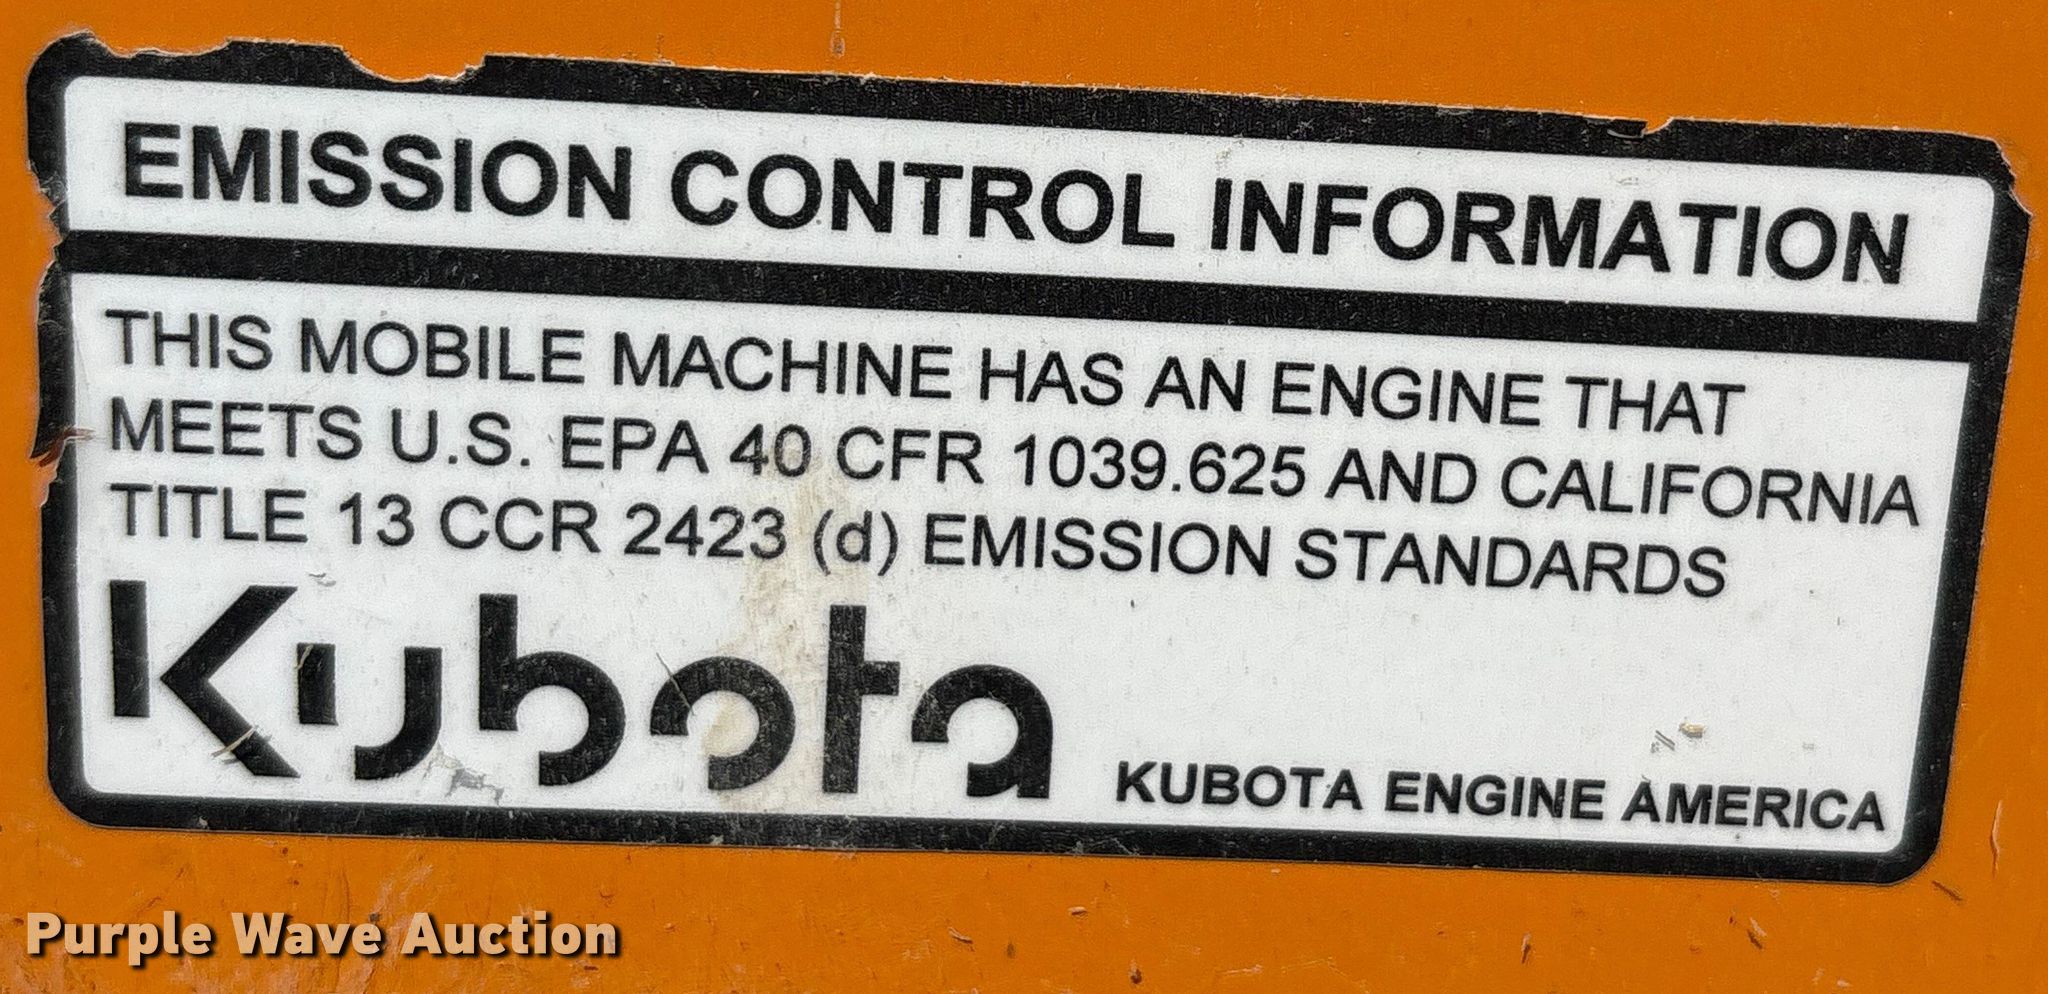 EMISSION CONTROL INFORMATION
THIS MOBILE MACHINE HAS AN ENGINE THAT
MEETS U.S. EPA 40 CFR 1039.625 AND CALIFORNIA
TITLE 13 CCR 2423 (d) EMISSION STANDARDS
Kubota
KUBOTA ENGINE AMERICA
Purple Wave Auction